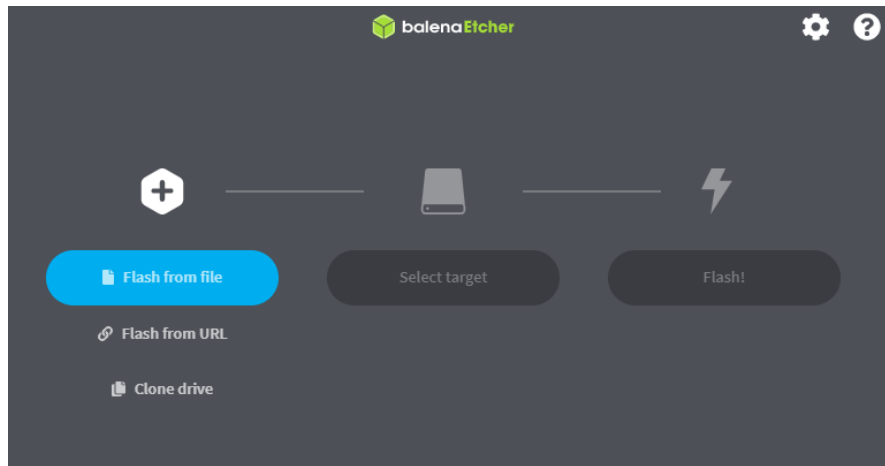 balenaEtcher
Flash from file
Select target
Flash!
Flash from URL
Clone drive